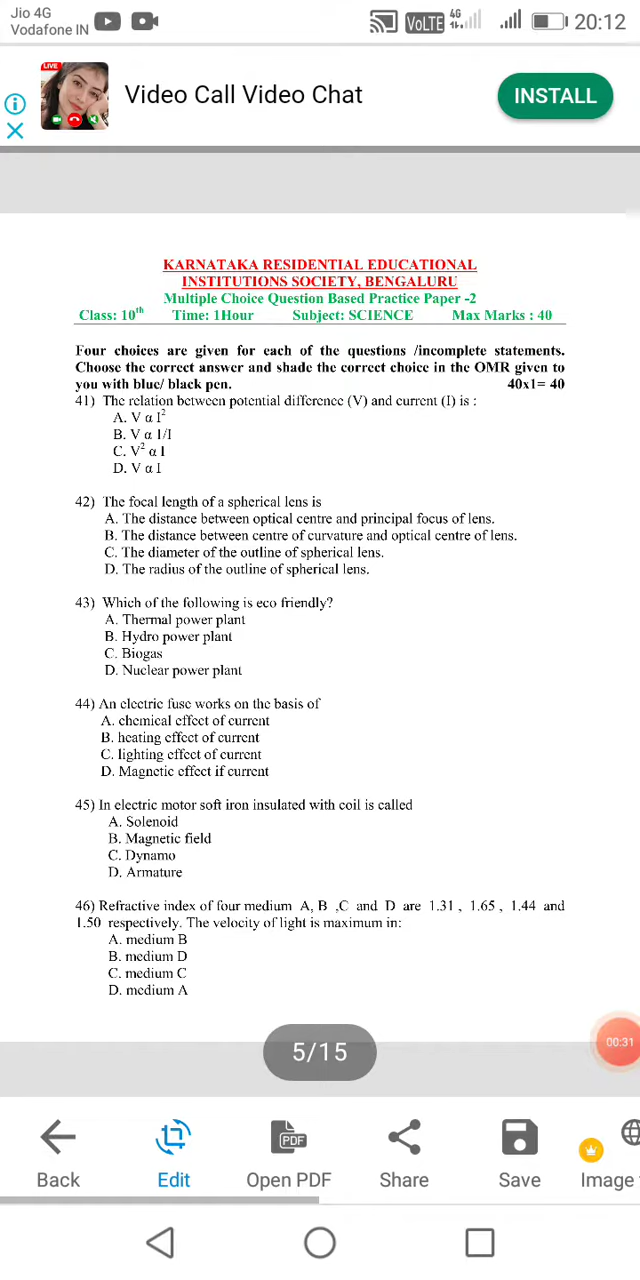 Jio 4G
Vodafone IN
VoLTE 4G 20:12
LIVE
Video Call Video Chat
INSTALL
KARNATAKA RESIDENTIAL EDUCATIONAL
INSTITUTIONS SOCIETY, BENGALURU
Multiple Choice Question Based Practice Paper -2
Class: 10th Time: 1Hour Subject: SCIENCE Max Marks : 40
Four choices are given for each of the questions /incomplete statements.
Choose the correct answer and shade the correct choice in the OMR given to
you with blue/ black pen. 40x1= 40
41) The relation between potential difference (V) and current (I) is :
A. V α I²
B. V α 1/I
C. V² α I
D. V α I
42) The focal length of a spherical lens is
A. The distance between optical centre and principal focus of lens.
B. The distance between centre of curvature and optical centre of lens.
C. The diameter of the outline of spherical lens.
D. The radius of the outline of spherical lens.
43) Which of the following is eco friendly?
A. Thermal power plant
B. Hydro power plant
C. Biogas
D. Nuclear power plant
44) An electric fuse works on the basis of
A. chemical effect of current
B. heating effect of current
C. lighting effect of current
D. Magnetic effect if current
45) In electric motor soft iron insulated with coil is called
A. Solenoid
B. Magnetic field
C. Dynamo
D. Armature
46) Refractive index of four medium A, B ,C and D are 1.31 , 1.65 , 1.44 and
1.50 respectively. The velocity of light is maximum in:
A. medium B
B. medium D
C. medium C
D. medium A
5/15
00:31
PDF
Back Edit Open PDF Share Save Image